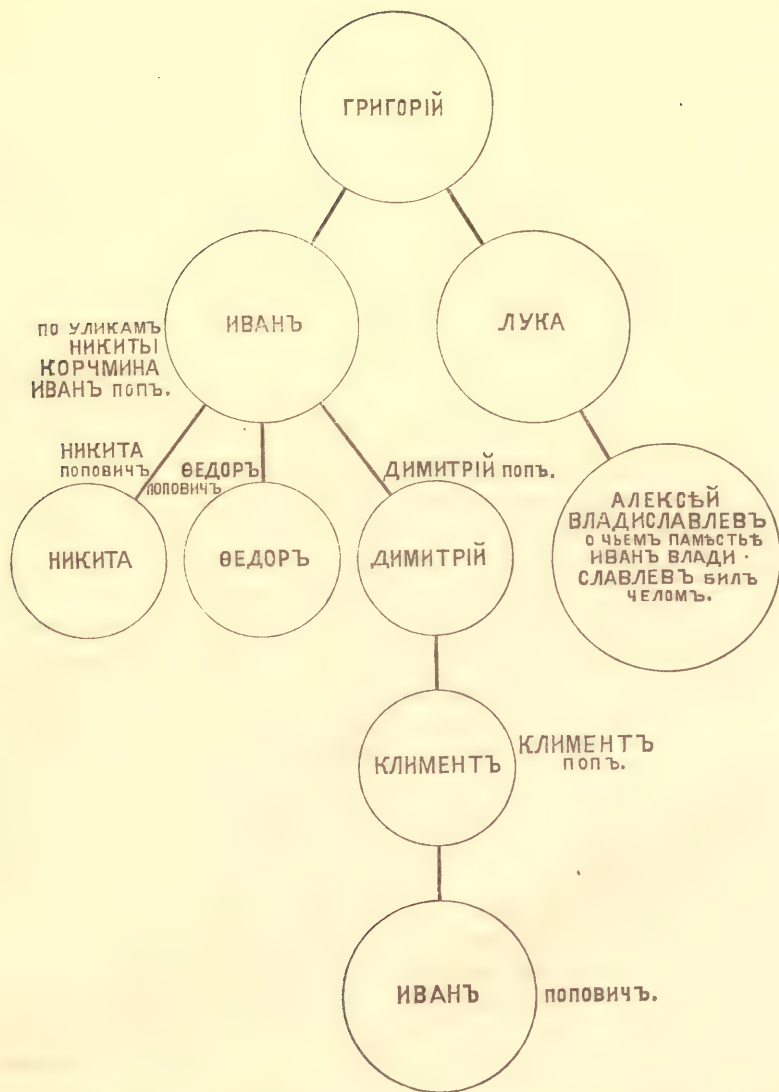 ГРИГОРІЙ
ИВАНЪ
ЛУКА
ПО УЛИКАМЪ
НИКИТЫ
КОРЧМИНА
ИВАНЪ ПОПЪ.
НИКИТА
ПОПОВИЧЪ
ѲЕДОРЪ
ПОПОВИЧЪ
ДИМИТРІЙ ПОПЪ.
НИКИТА
ѲЕДОРЪ
ДИМИТРІЙ
АЛЕКСѢЙ
ВЛАДИСЛАВЛЕВЪ
О ЧЬЕМЪ ПАМѢСТЬѢ
ИВАНЪ ВЛАДИ-
СЛАВЛЕВЪ БИЛЪ
ЧЕЛОМЪ.
КЛИМЕНТЪ
КЛИМЕНТЪ
ПОПЪ.
ИВАНЪ
ПОПОВИЧЪ.